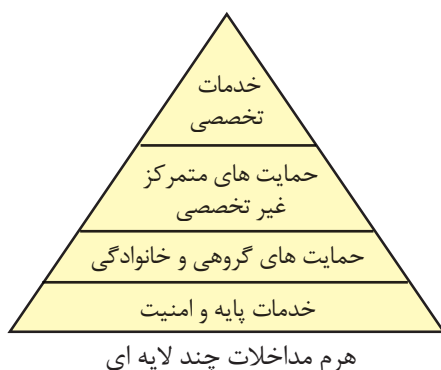 خدمات
تخصصی
حمایت های متمرکز
غیر تخصصی
حمایت های گروهی و خانوادگی
خدمات پایه و امنیت
هرم مداخلات چند لایه ای